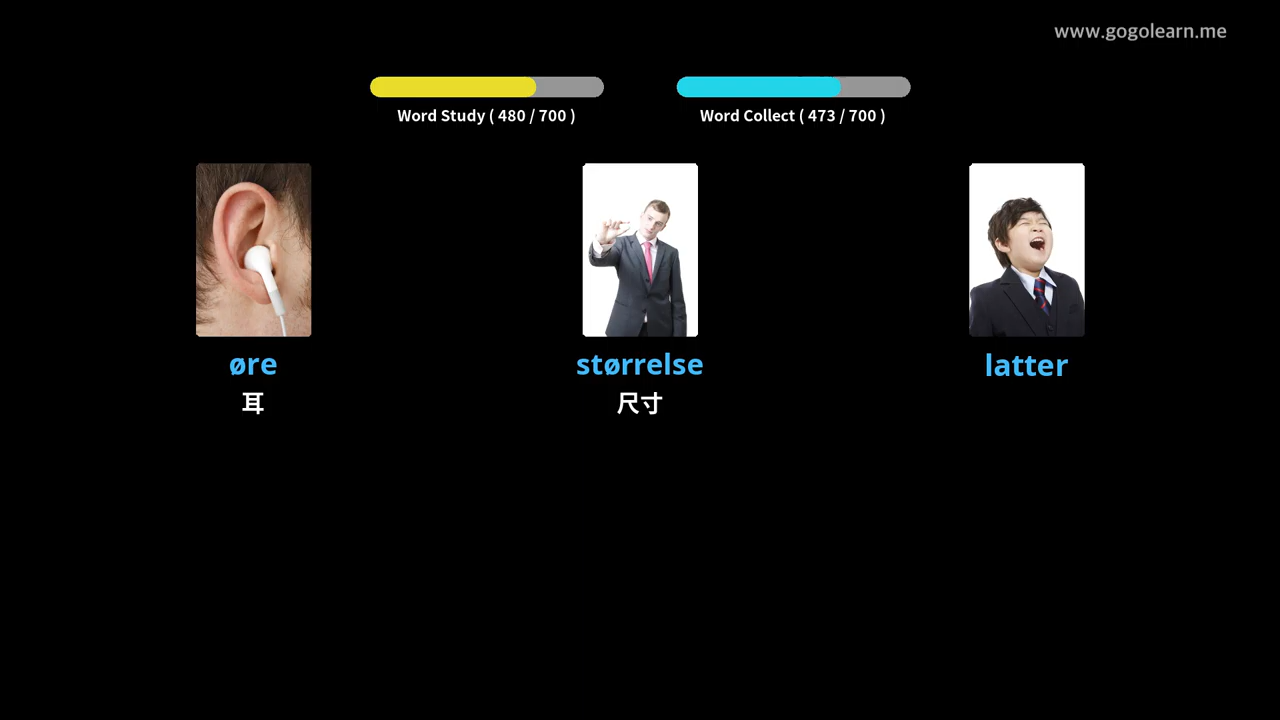 www.gogolearn.me
Word Study ( 480 / 700 )
Word Collect ( 473 / 700 )
øre
størrelse
latter
耳
尺寸